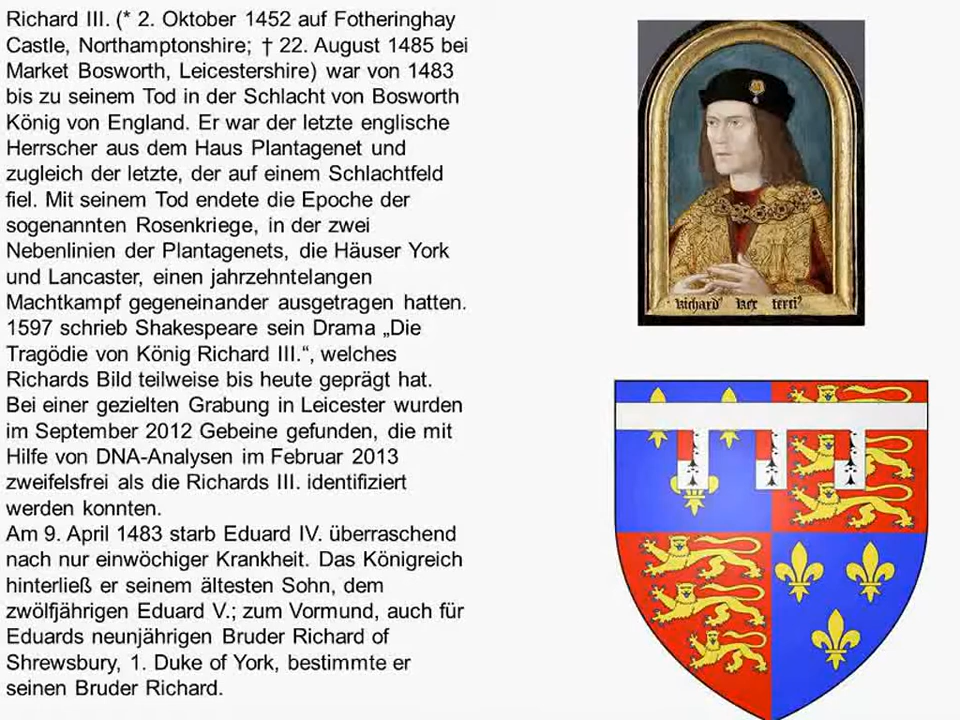 Richard III. (* 2. Oktober 1452 auf Fotheringhay
Castle, Northamptonshire; † 22. August 1485 bei
Market Bosworth, Leicestershire) war von 1483
bis zu seinem Tod in der Schlacht von Bosworth
König von England. Er war der letzte englische
Herrscher aus dem Haus Plantagenet und
zugleich der letzte, der auf einem Schlachtfeld
fiel. Mit seinem Tod endete die Epoche der
sogenannten Rosenkriege, in der zwei
Nebenlinien der Plantagenets, die Häuser York
und Lancaster, einen jahrzehntelangen
Machtkampf gegeneinander ausgetragen hatten.
1597 schrieb Shakespeare sein Drama „Die
Tragödie von König Richard III.“, welches
Richards Bild teilweise bis heute geprägt hat.
Bei einer gezielten Grabung in Leicester wurden
im September 2012 Gebeine gefunden, die mit
Hilfe von DNA-Analysen im Februar 2013
zweifelsfrei als die Richards III. identifiziert
werden konnten.
Am 9. April 1483 starb Eduard IV. überraschend
nach nur einwöchiger Krankheit. Das Königreich
hinterließ er seinem ältesten Sohn, dem
zwölfjährigen Eduard V.; zum Vormund, auch für
Eduards neunjährigen Bruder Richard of
Shrewsbury, 1. Duke of York, bestimmte er
seinen Bruder Richard.
Richard' Rex terci'